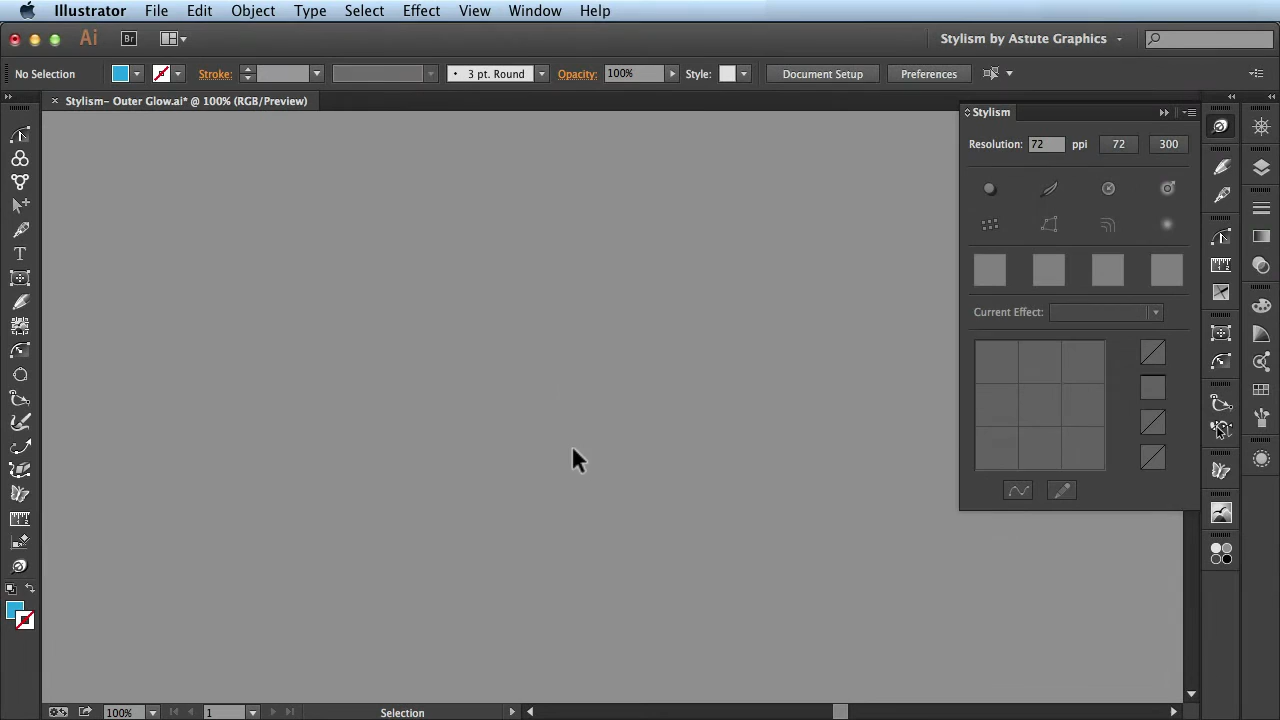 Illustrator File Edit Object Type Select Effect View Window Help
Ai Br Stylism by Astute Graphics
No Selection Stroke: 3 pt. Round Opacity: 100% Style: Document Setup Preferences
× Stylism- Outer Glow.ai* @ 100% (RGB/Preview)
Stylism
Resolution: 72 ppi 72 300
Current Effect:
100% 1 Selection